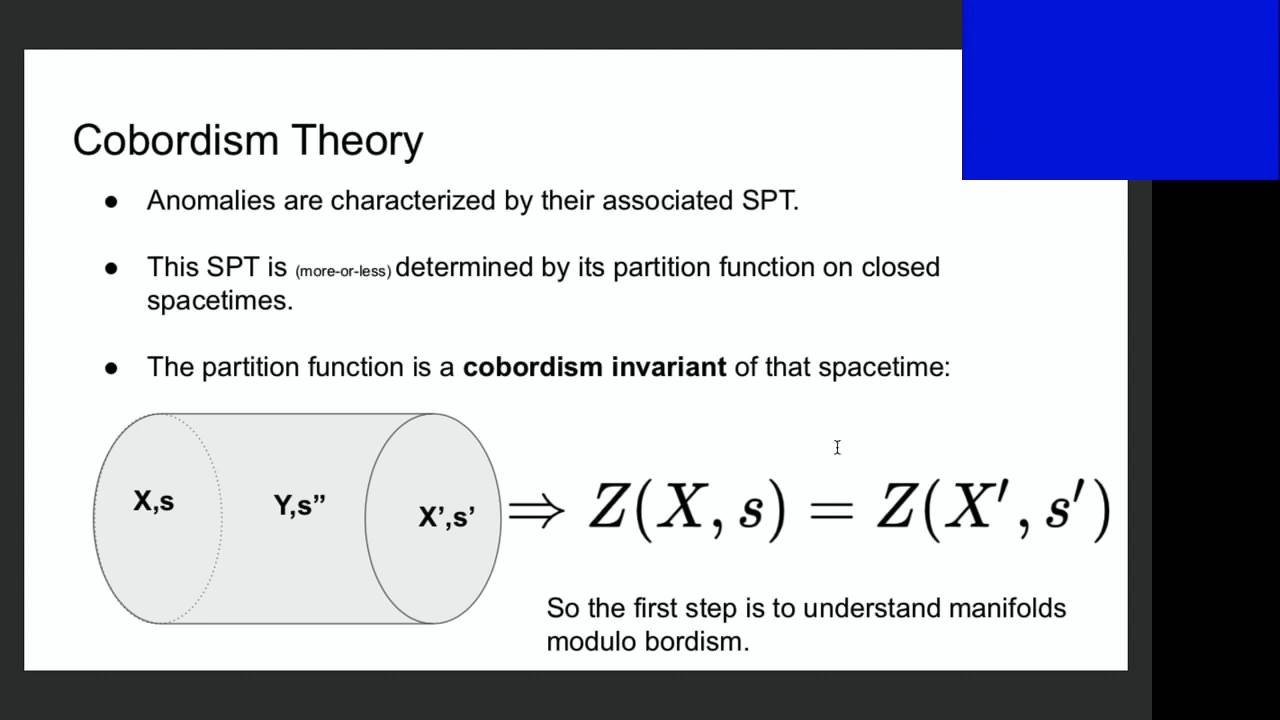 Cobordism Theory
● Anomalies are characterized by their associated SPT.
● This SPT is (more-or-less) determined by its partition function on closed
spacetimes.
● The partition function is a cobordism invariant of that spacetime:
X,s
Y,s”
X’,s’
⇒ Z(X, s) = Z(X′, s′)
So the first step is to understand manifolds
modulo bordism.